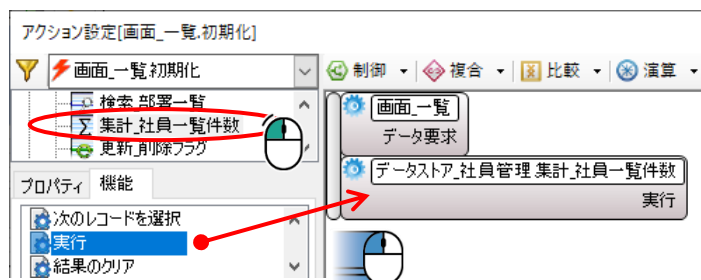 アクション設定[画面_一覧.初期化]
画面_一覧.初期化
制御
複合
比較
演算
検索_部署一覧
集計_社員一覧件数
更新_削除フラグ
プロパティ
機能
次のレコードを選択
実行
結果のクリア
画面_一覧
データ要求
データストア_社員管理.集計_社員一覧件数
実行